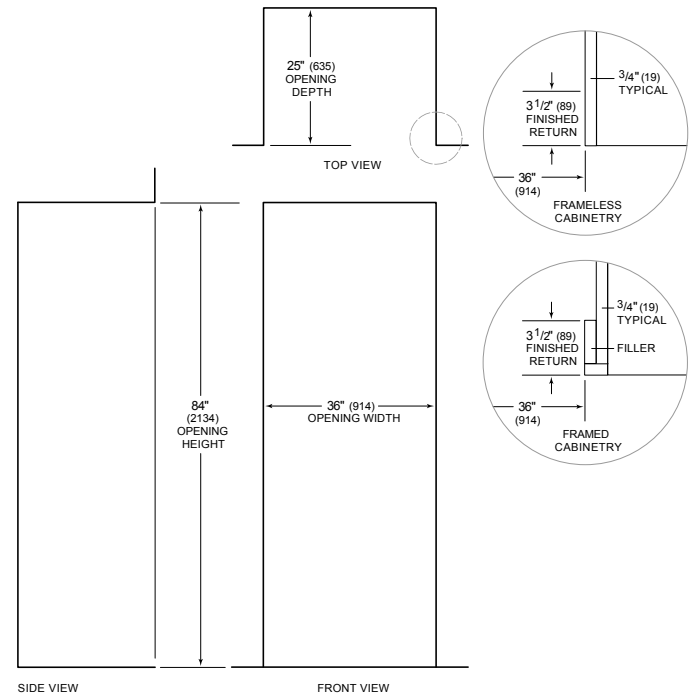 25" (635)
OPENING
DEPTH
TOP VIEW
3/4" (19)
TYPICAL
3 1/2" (89)
FINISHED
RETURN
36"
(914)
FRAMELESS
CABINETRY
3/4" (19)
TYPICAL
3 1/2" (89)
FINISHED
RETURN
FILLER
36"
(914)
FRAMED
CABINETRY
84"
(2134)
OPENING
HEIGHT
36" (914)
OPENING WIDTH
SIDE VIEW
FRONT VIEW